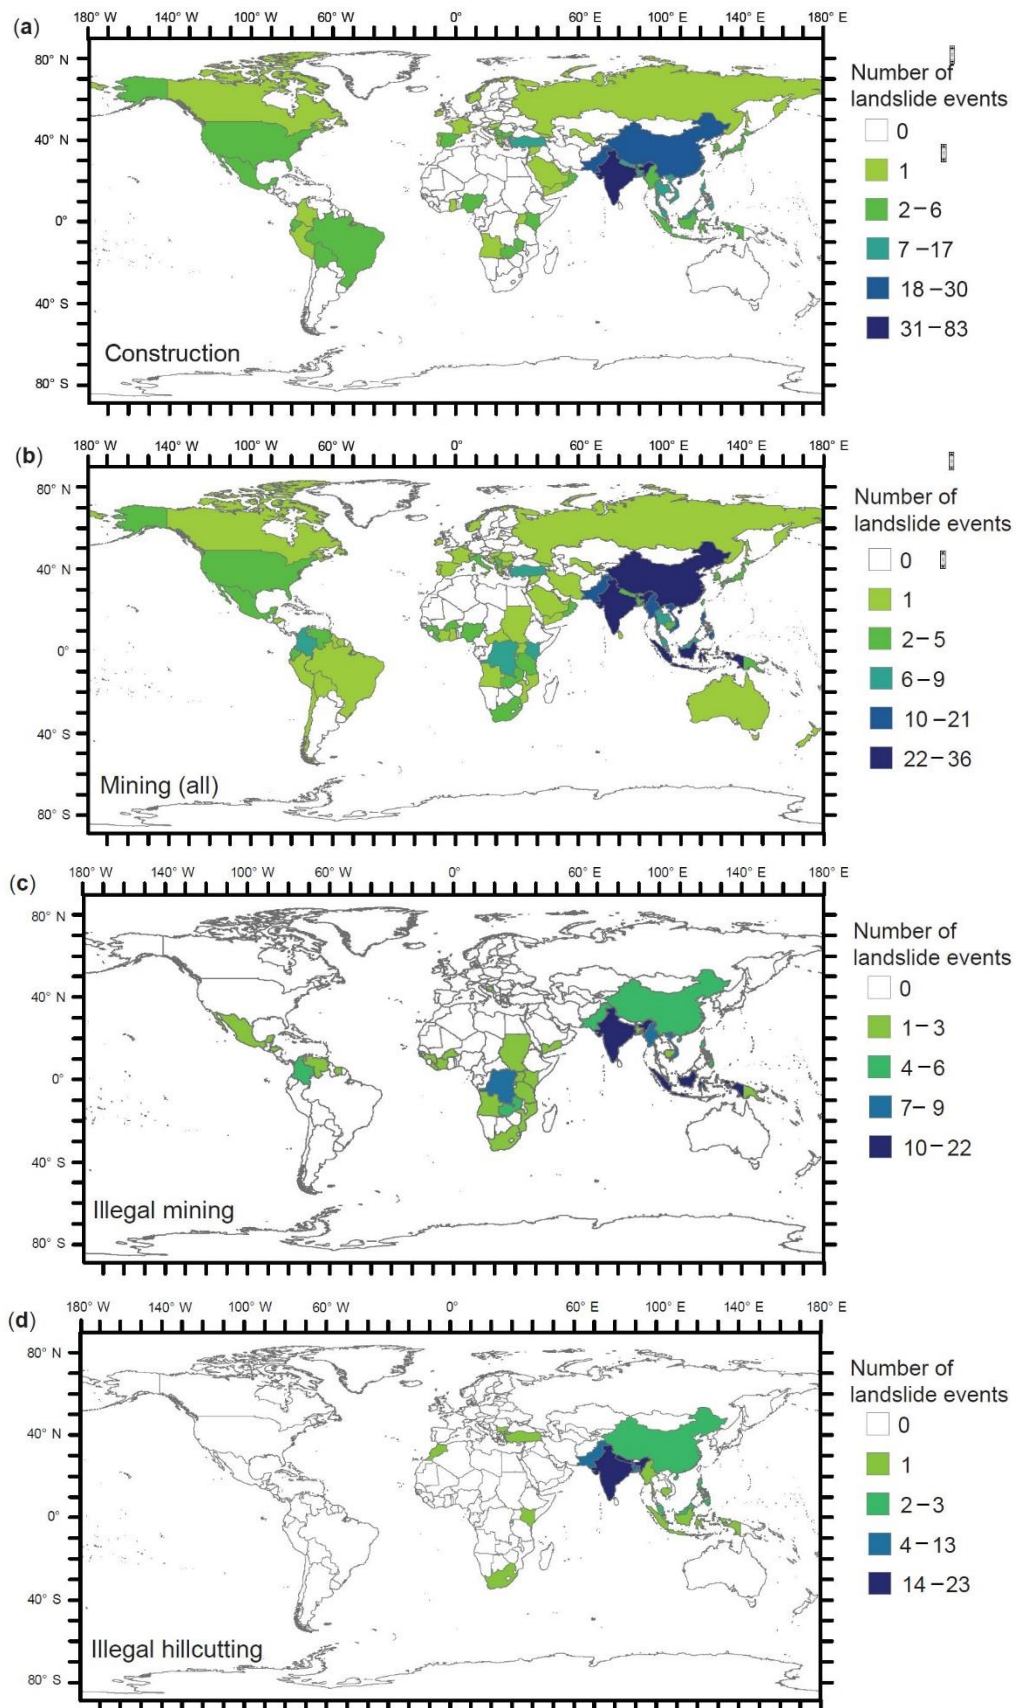 180° W 140° W 100° W 60° W 0° 60° E 100° E 140° E 180° E
(a)
80° N
40° N
0°
40° S
80° S
Construction
Number of
landslide events
0
1
2–6
7–17
18–30
31–83
180° W 140° W 100° W 60° W 0° 60° E 100° E 140° E 180° E
(b)
80° N
40° N
0°
40° S
80° S
Mining (all)
Number of
landslide events
0
1
2–5
6–9
10–21
22–36
180° W 140° W 100° W 60° W 0° 60° E 100° E 140° E 180° E
(c)
80° N
40° N
0°
40° S
80° S
Illegal mining
Number of
landslide events
0
1–3
4–6
7–9
10–22
180° W 140° W 100° W 60° W 0° 60° E 100° E 140° E 180° E
(d)
80° N
40° N
0°
40° S
80° S
Illegal hillcutting
Number of
landslide events
0
1
2–3
4–13
14–23